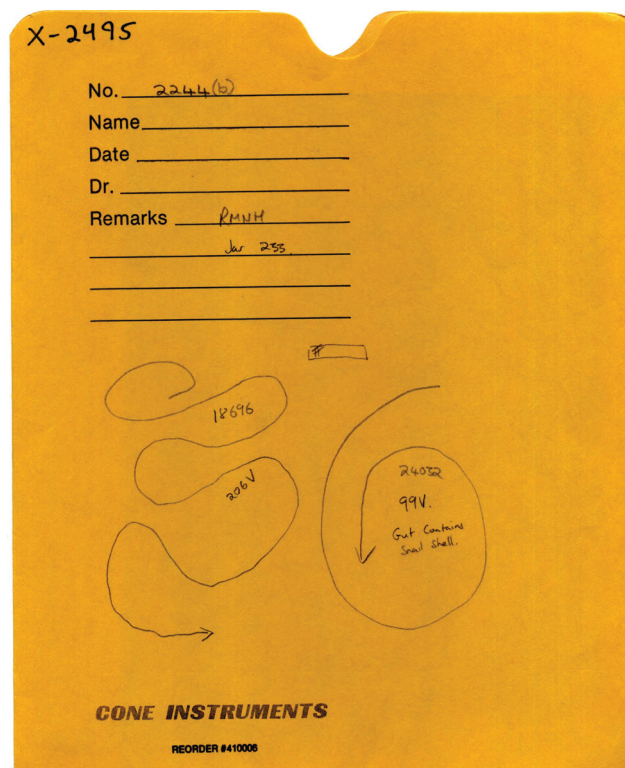 X-2495
No. 2244(b)
Name
Date
Dr.
Remarks RMNH
Jar 233.
#
18696
206V
24032
99V.
Gut Contains
Snail Shell.
CONE INSTRUMENTS
REORDER #410006